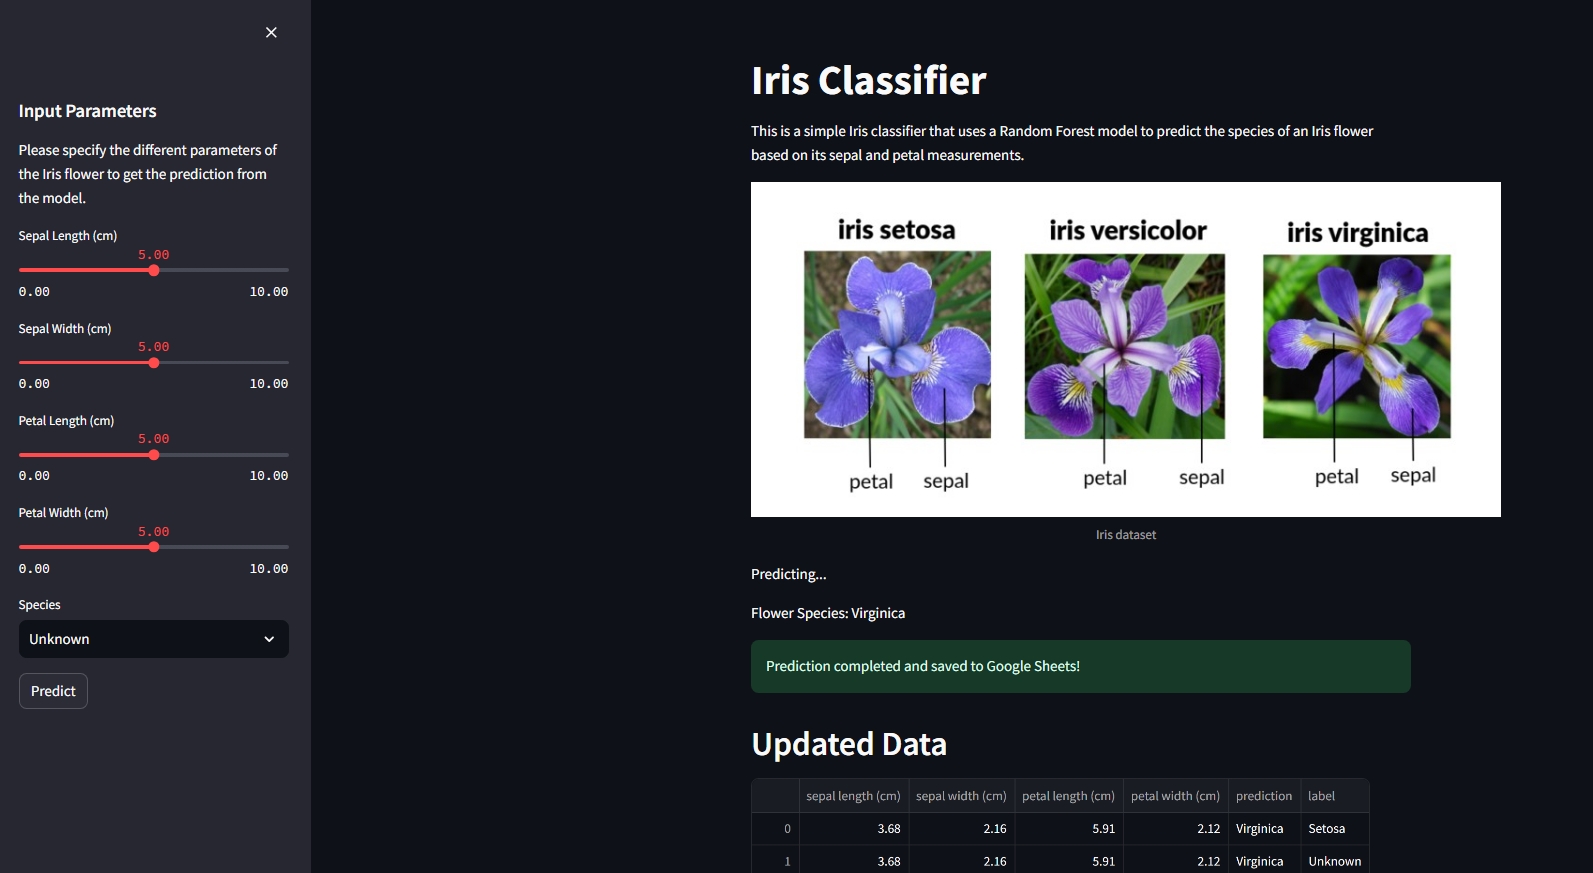 Input Parameters
Please specify the different parameters of
the Iris flower to get the prediction from
the model.
Sepal Length (cm)
5.00
0.00 10.00
Sepal Width (cm)
5.00
0.00 10.00
Petal Length (cm)
5.00
0.00 10.00
Petal Width (cm)
5.00
0.00 10.00
Species
Unknown
Predict
Iris Classifier
This is a simple Iris classifier that uses a Random Forest model to predict the species of an Iris flower
based on its sepal and petal measurements.
iris setosa iris versicolor iris virginica
petal sepal petal sepal petal sepal
Iris dataset
Predicting...
Flower Species: Virginica
Prediction completed and saved to Google Sheets!
Updated Data
sepal length (cm) sepal width (cm) petal length (cm) petal width (cm) prediction label
0 3.68 2.16 5.91 2.12 Virginica Setosa
1 3.68 2.16 5.91 2.12 Virginica Unknown